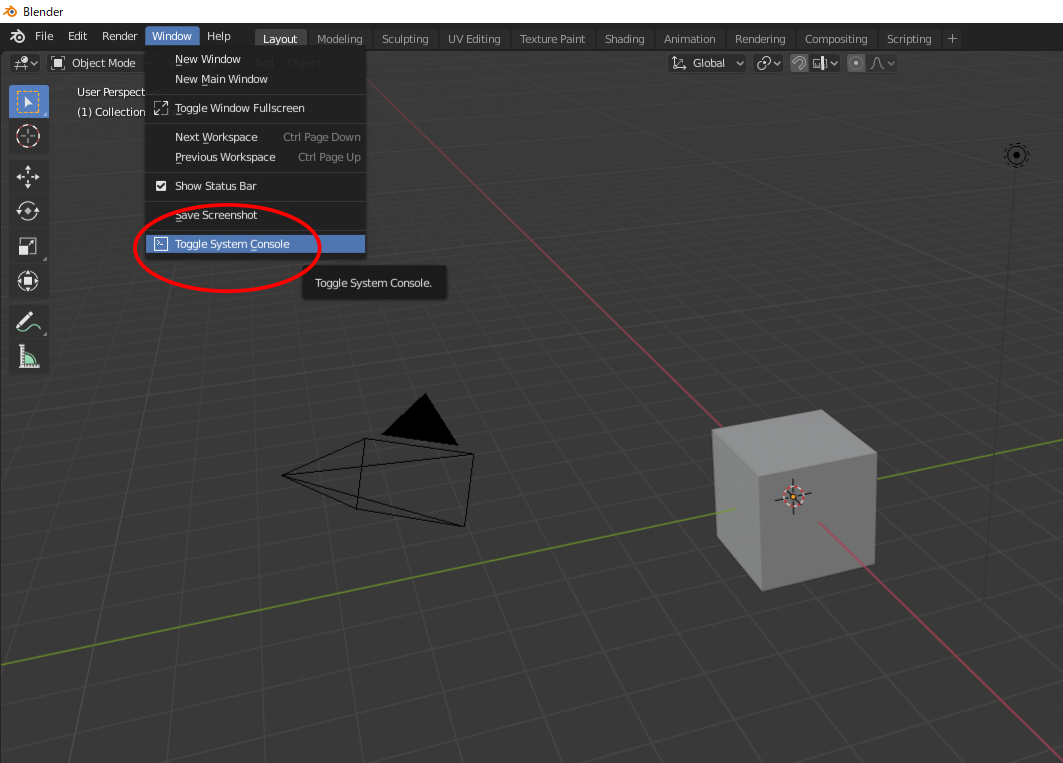 Blender
File Edit Render Window Help Layout Modeling Sculpting UV Editing Texture Paint Shading Animation Rendering Compositing Scripting +
Object Mode Add Object Global
User Perspective
(1) Collection
New Window
New Main Window
Toggle Window Fullscreen
Next Workspace Ctrl Page Down
Previous Workspace Ctrl Page Up
Show Status Bar
Save Screenshot
Toggle System Console
Toggle System Console.